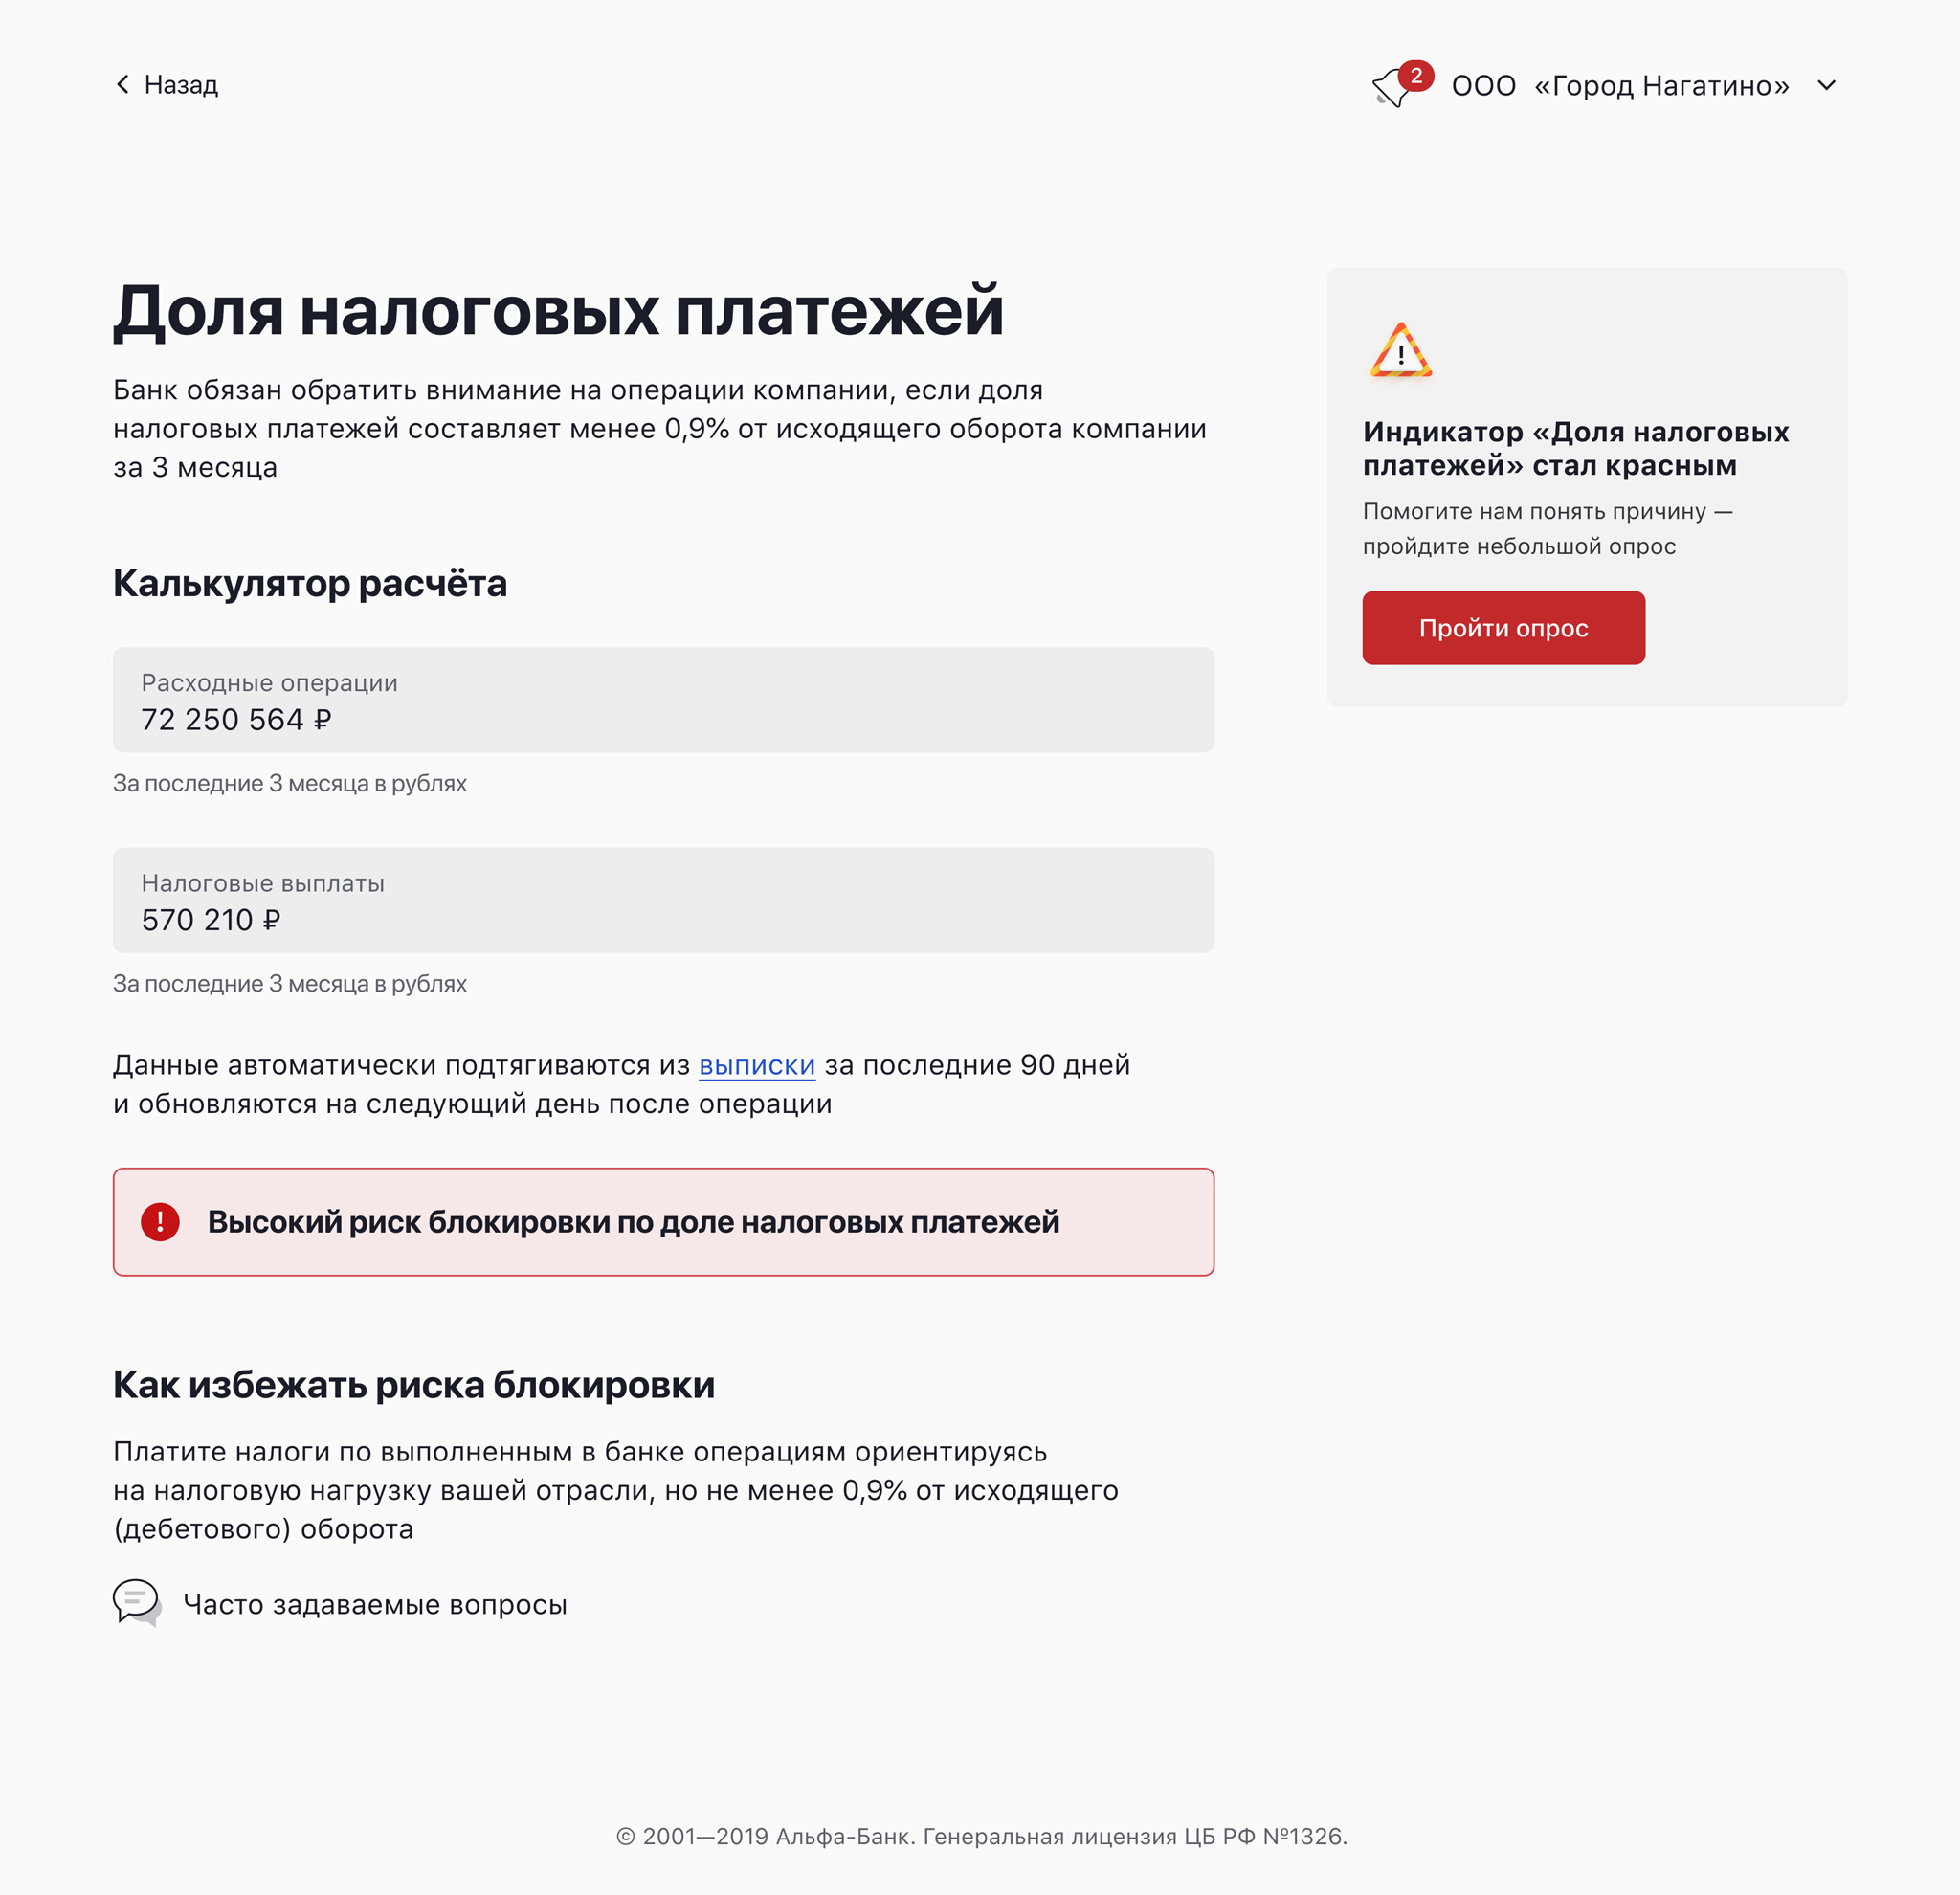 Назад
2
ООО «Город Нагатино»
Доля налоговых платежей
Банк обязан обратить внимание на операции компании, если доля
налоговых платежей составляет менее 0,9% от исходящего оборота компании
за 3 месяца
Калькулятор расчёта
Расходные операции
72 250 564 ₽
За последние 3 месяца в рублях
Налоговые выплаты
570 210 ₽
За последние 3 месяца в рублях
Данные автоматически подтягиваются из выписки за последние 90 дней
и обновляются на следующий день после операции
! Высокий риск блокировки по доле налоговых платежей
Как избежать риска блокировки
Платите налоги по выполненным в банке операциям ориентируясь
на налоговую нагрузку вашей отрасли, но не менее 0,9% от исходящего
(дебетового) оборота
Часто задаваемые вопросы
!
Индикатор «Доля налоговых
платежей» стал красным
Помогите нам понять причину —
пройдите небольшой опрос
Пройти опрос
© 2001—2019 Альфа-Банк. Генеральная лицензия ЦБ РФ №1326.